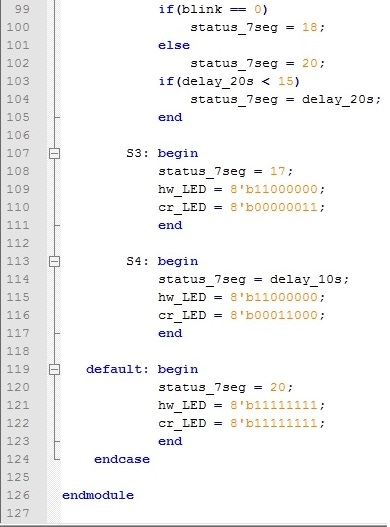 99 if(blink == 0)
100 status_7seg = 18;
101 else
102 status_7seg = 20;
103 if(delay_20s < 15)
104 status_7seg = delay_20s;
105 end
106
107 S3: begin
108 status_7seg = 17;
109 hw_LED = 8'b11000000;
110 cr_LED = 8'b00000011;
111 end
112
113 S4: begin
114 status_7seg = delay_10s;
115 hw_LED = 8'b11000000;
116 cr_LED = 8'b00011000;
117 end
118
119 default: begin
120 status_7seg = 20;
121 hw_LED = 8'b11111111;
122 cr_LED = 8'b11111111;
123 end
124 endcase
125
126 endmodule
127